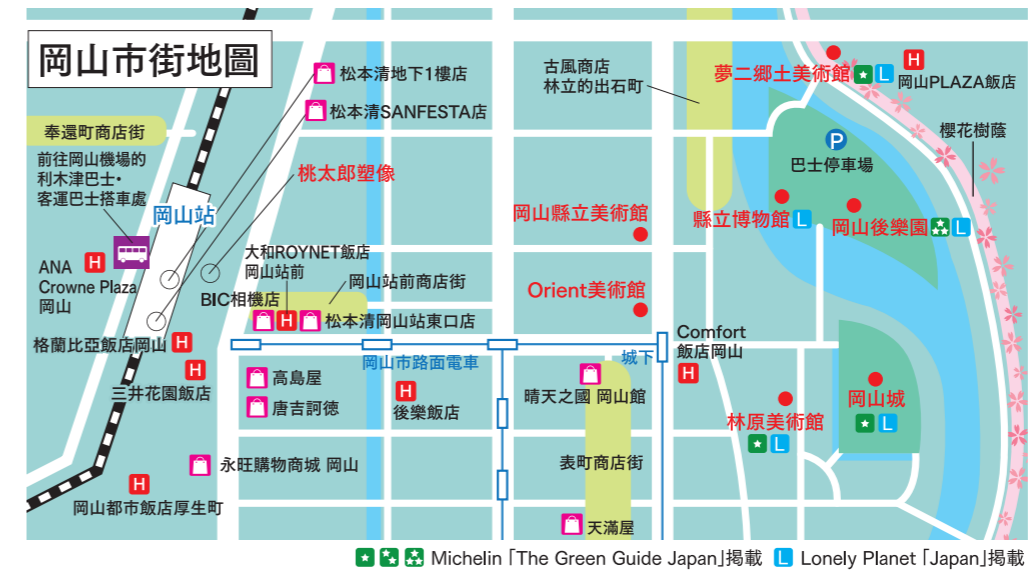 岡山市街地圖
松本清地下1樓店
松本清SANFESTA店
奉還町商店街
前往岡山機場的
利木津巴士・
客運巴士搭車處
桃太郎塑像
岡山站
ANA
Crowne Plaza
岡山
H
大和ROYNET飯店
岡山站前
BIC相機店
岡山站前商店街
H
松本清岡山站東口店
格蘭比亞飯店岡山
H
三井花園飯店
H
岡山市路面電車
高島屋
唐吉訶徳
H
後樂飯店
永旺購物商城 岡山
H
岡山都市飯店厚生町
古風商店
林立的出石町
夢二鄉土美術館
L
H
岡山PLAZA飯店
櫻花樹蔭
P
巴士停車場
岡山縣立美術館
縣立博物館
L
岡山後樂園
L
Orient美術館
Comfort
飯店岡山
H
城下
晴天之國 岡山館
表町商店街
天滿屋
林原美術館
L
岡山城
L
Michelin「The Green Guide Japan」掲載
L
Lonely Planet「Japan」掲載